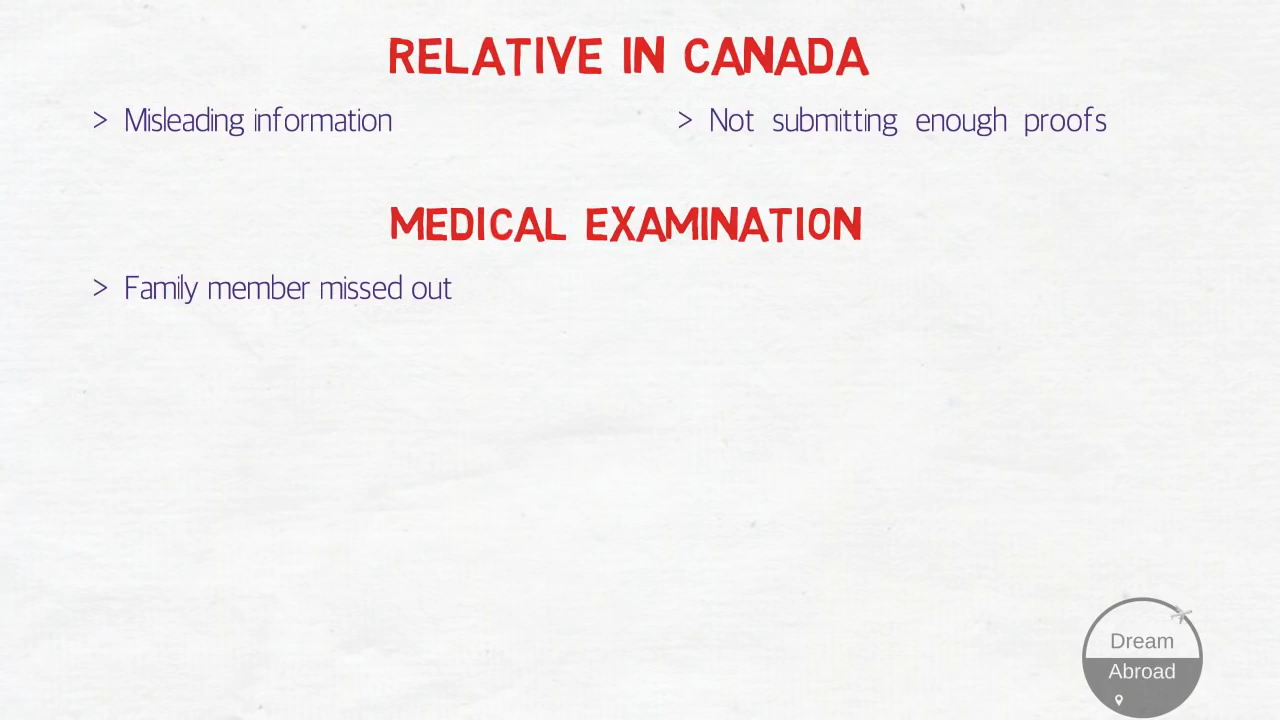 RELATIVE IN CANADA
> Misleading information
> Not submitting enough proofs
MEDICAL EXAMINATION
> Family member missed out
Dream
Abroad